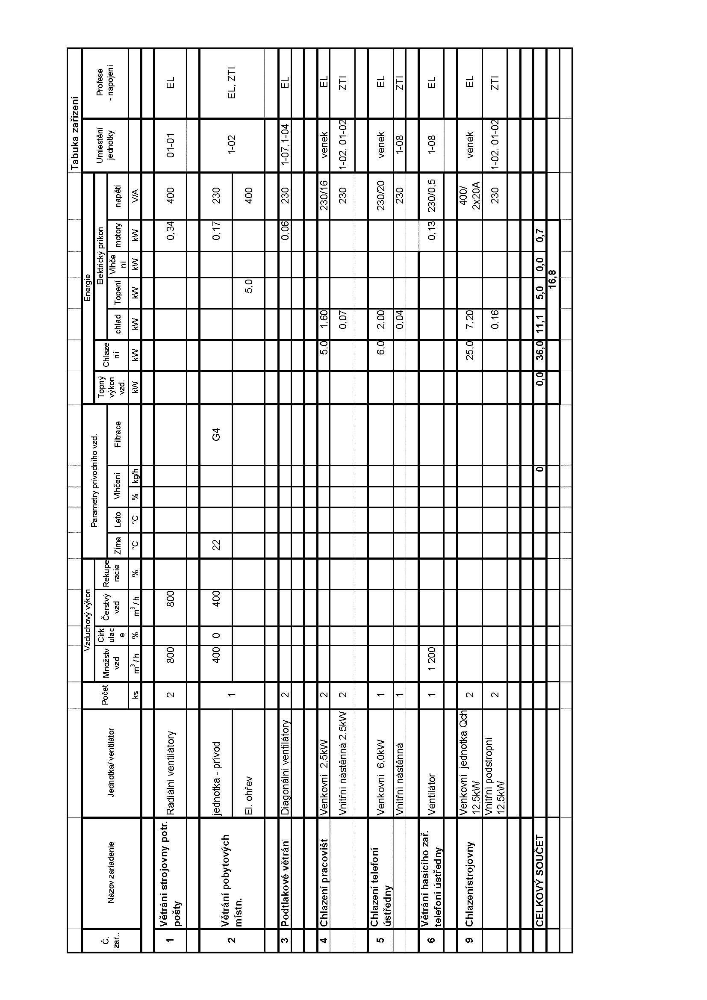 Tabuka zařízení
Č.
zar..
Názov zariadenie
Jednotka/ ventilátor
Počet
Vzduchový výkon
Parametry prívodního vzd.
Energie
Umiestění
jednotky
Profese
- napojení
Množstv
vzd
Cirk
ulac
e
Čerstvý
vzd
Rekupe
racie
Zima
Leto
Vlhčení
Filtrace
Topný
výkon
vzd.
Chlaze
ní
Elektrický príkon
chlad
Topení
Vlhče
ní
motory
napětí
ks m³ / h % m³ / h % °C °C % kg/h kW kW kW kW kW kW V/A
1 Větrání strojovny potr.
pošty
Radiální ventilátory 2 800 800 0,34 400 01-01 EL
2 Větrání pobytových
místn.
jednotka - prívod 1 400 0 400 22 G4 0,17 230 1-02 EL, ZTI
El. ohřev 5,0 400
3 Podtlakové větrání Diagonální ventilátory 2 0,06 230 1-07,1-04 EL
4 Chlazení pracovišt Venkovní 2,5kW 2 5,0 1,60 230/16 venek EL
Vnitřní nástěnná 2,5kW 2 0,07 230 1-02, 01-02 ZTI
5 Chlazení telefoní
ústředny
Venkovní 6,0kW 1 6,0 2,00 230/20 venek EL
Vnitřní nástěnná 1 0,04 230 1-08 ZTI
6 Větrání hasicího zař.
telefoní ústředny
Ventilátor 1 1 200 0,13 230/0,5 1-08 EL
9 Chlazenístrojovny
Venkovní jednotka Qch
12,5kW
2 25,0 7,20 400/
2x20A
venek EL
Vnitřní podstropní
12,5kW
2 0,16 230 1-02, 01-02 ZTI
CELKOVÝ SOUČET 0 0,0 36,0 11,1 5,0 0,0 0,7
16,8